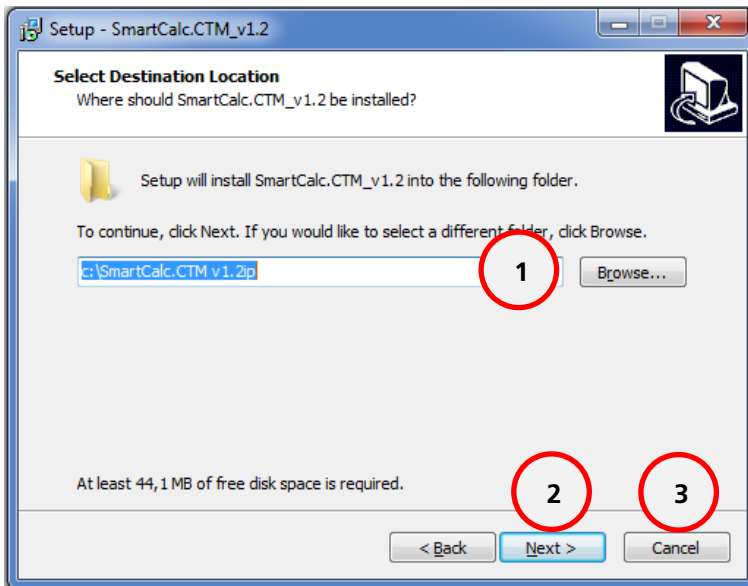 Setup - SmartCalc.CTM_v1.2
Select Destination Location
Where should SmartCalc.CTM_v1.2 be installed?
Setup will install SmartCalc.CTM_v1.2 into the following folder.
To continue, click Next. If you would like to select a different folder, click Browse.
c:\SmartCalc.CTM v1.2ip
1
Browse...
At least 44,1 MB of free disk space is required.
2
3
< Back
Next >
Cancel